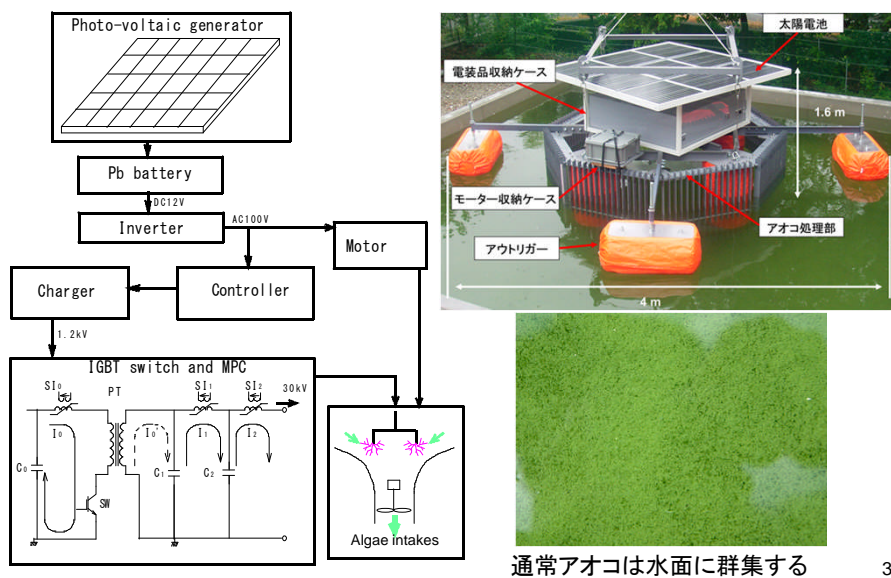 Photo-voltaic generator
Pb battery
DC12V
Inverter
AC100V
Motor
Charger
Controller
1.2kV
IGBT switch and MPC
SI0
PT
SI1
SI2
30kV
I0
I0'
I1
I2
C0
C1
C2
SW
Algae intakes
太陽電池
電装品収納ケース
1.6 m
モーター収納ケース
アオコ処理部
アウトリガー
4 m
通常アオコは水面に群集する
3